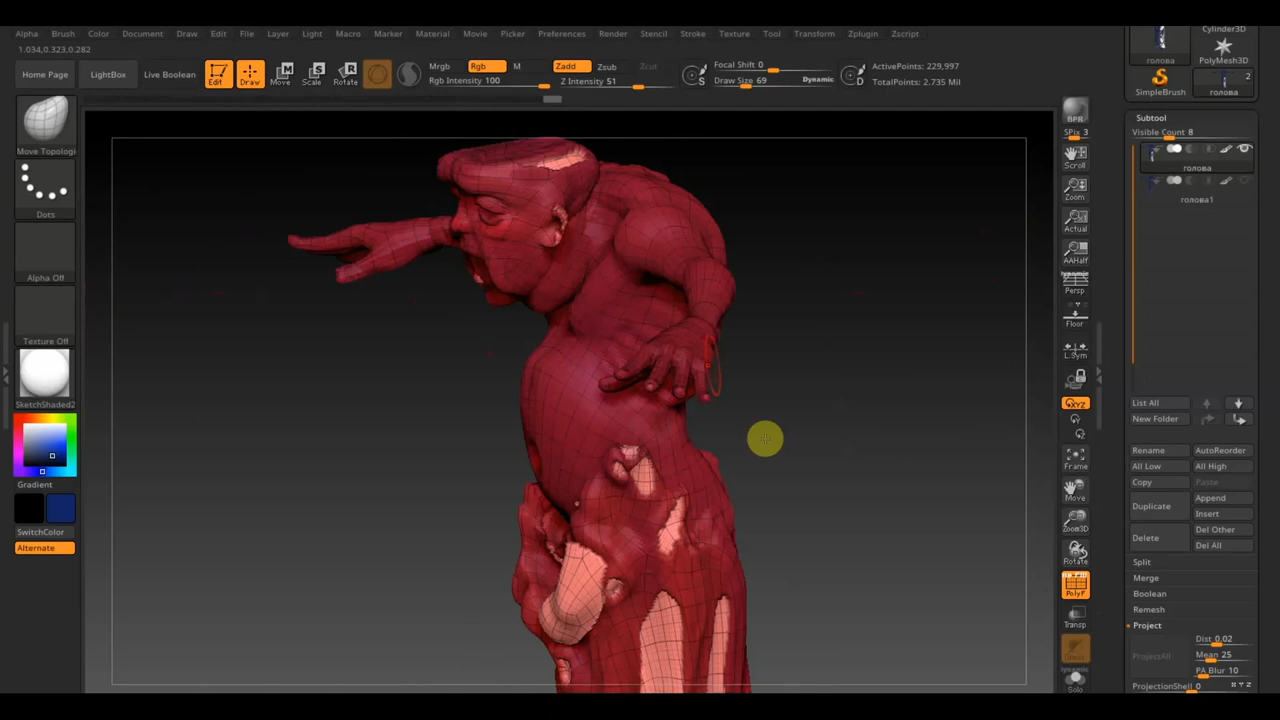 Alpha Brush Color Document Draw Edit File Layer Light Macro Marker Material Movie Picker Preferences Render Stencil Stroke Texture Tool Transform Zplugin Zscript
1.034,0.323,0.282
Home Page
LightBox
Live Boolean
Edit
Draw
Move
Scale
Rotate
Mrgb
Rgb
M
Rgb Intensity 100
Zadd
Zsub
Zcut
Z Intensity 51
Focal Shift 0
Draw Size 69
Dynamic
ActivePoints: 229,997
TotalPoints: 2.735 Mil
S
D
Move Topologi
Dots
Alpha Off
Texture Off
SketchShaded2
Gradient
SwitchColor
Alternate
BPR
SPix 3
Scroll
Zoom
Actual
AAHalf
Persp
Floor
L.Sym
XYZ
Frame
Move
Zoom3D
Rotate
PolyF
Transp
Solo
голова
Cylinder3D
PolyMesh3D
SimpleBrush
2
голова
Subtool
Visible Count 8
голова
голова1
List All
New Folder
Rename
AutoReorder
All Low
All High
Copy
Paste
Duplicate
Append
Insert
Delete
Del Other
Del All
Split
Merge
Boolean
Remesh
Project
ProjectAll
Dist 0.02
Mean 25
PA Blur 10
ProjectionShell 0
X Y Z